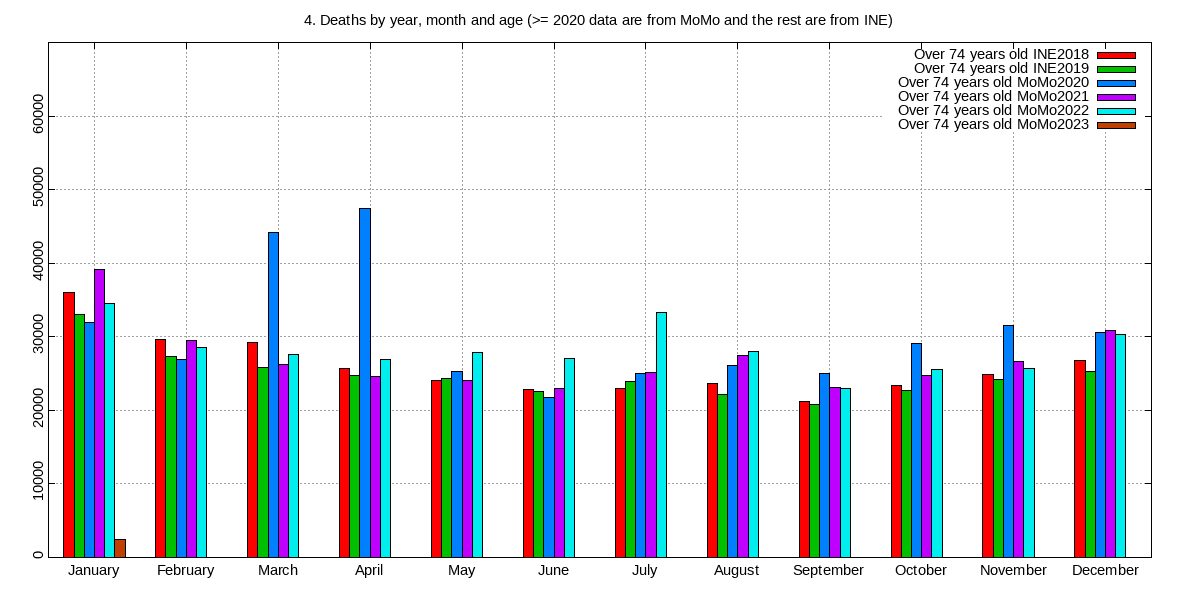 4. Deaths by year, month and age (>= 2020 data are from MoMo and the rest are from INE)
Over 74 years old INE2018
Over 74 years old INE2019
Over 74 years old MoMo2020
Over 74 years old MoMo2021
Over 74 years old MoMo2022
Over 74 years old MoMo2023
60000
50000
40000
30000
20000
10000
0
January February March April May June July August September October November December